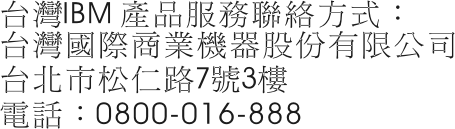 台灣IBM 產品服務聯絡方式：
台灣國際商業機器股份有限公司
台北市松仁路7號3樓
電話：0800-016-888